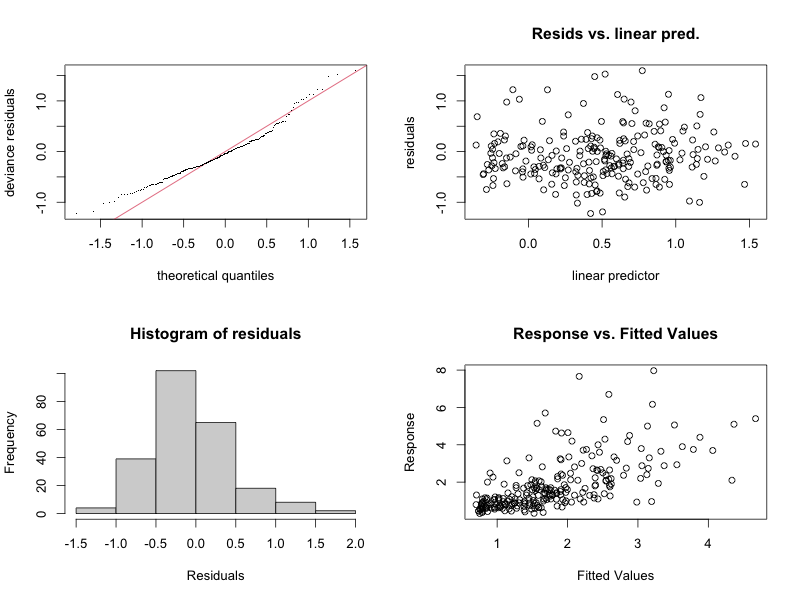 deviance residuals
1.0
0.0
-1.0
-1.5 -1.0 -0.5 0.0 0.5 1.0 1.5
theoretical quantiles
Resids vs. linear pred.
residuals
1.0
0.0
-1.0
0.0 0.5 1.0 1.5
linear predictor
Histogram of residuals
Frequency
80
60
40
20
0
-1.5 -1.0 -0.5 0.0 0.5 1.0 1.5 2.0
Residuals
Response vs. Fitted Values
Response
8
6
4
2
1 2 3 4
Fitted Values